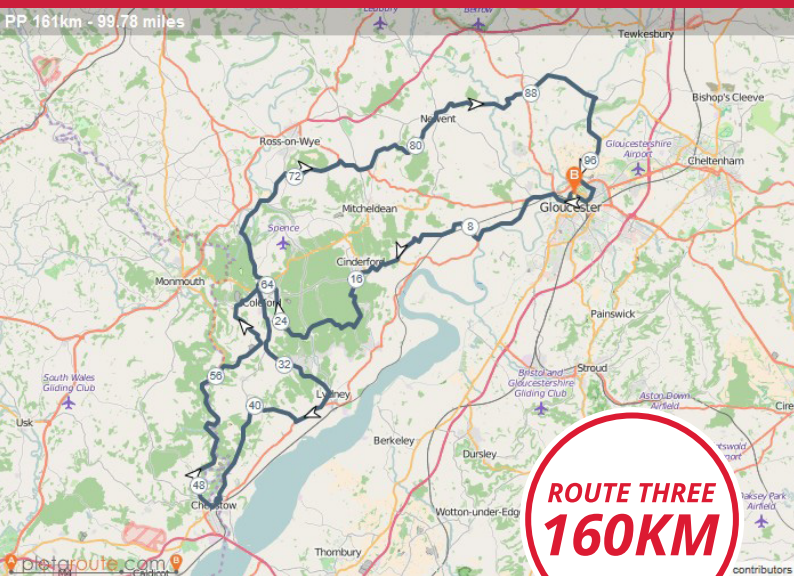 PP 161km - 99.78 miles
Tewkesbury
88
Bishop's Cleeve
Newent
Ross-on-Wye
80
Gloucestershire
Airport
96
Cheltenham
72
B
Mitcheldean
Gloucester
8
Spence
Cinderford
16
Monmouth
64
Coleford
24
Painswick
32
56
South Wales
Gliding Club
Lydney
Bristol and
Gloucestershire
Gliding Club
Stroud
40
Aston Down
Airfield
Usk
Berkeley
Dursley
48
Chepstow
Wotton-under-Edg
Thornbury
ROUTE THREE
160KM
A plotaroute.com B
contributors